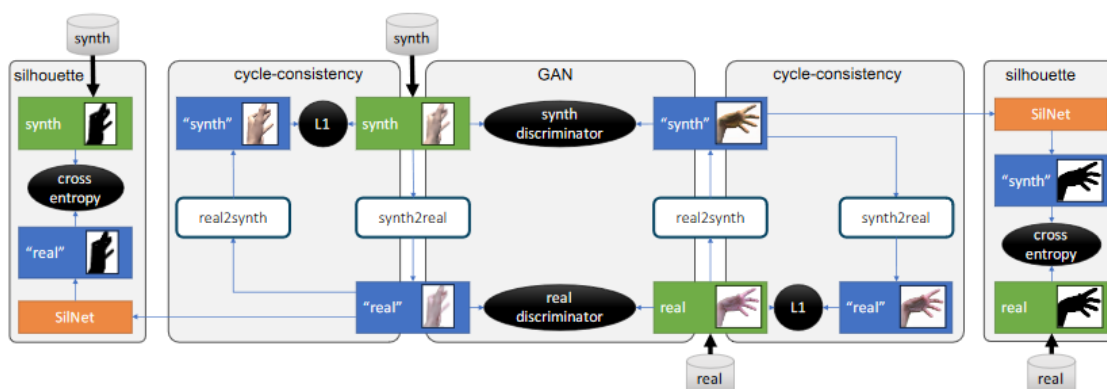 synth
synth
silhouette
cycle-consistency
GAN
cycle-consistency
silhouette
synth
"synth"
L1
synth
synth
discriminator
"synth"
SilNet
cross
entropy
real2synth
synth2real
real2synth
synth2real
"synth"
"real"
cross
entropy
SilNet
"real"
real
discriminator
real
L1
"real"
real
real
real